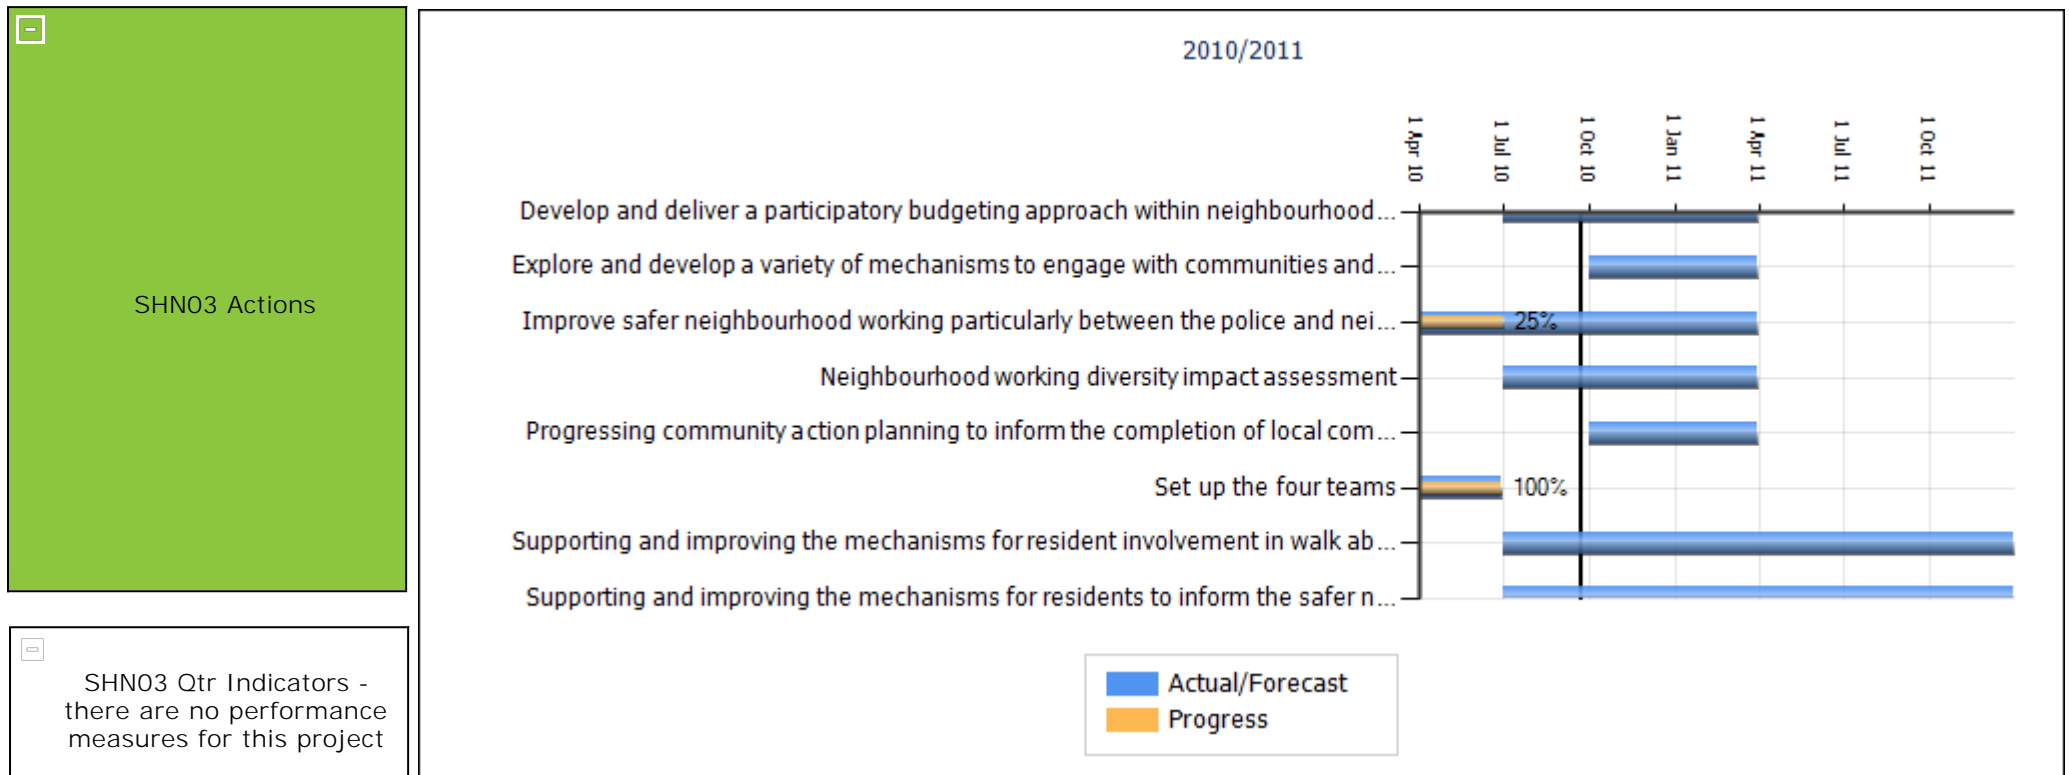 SHN03 Actions
SHN03 Qtr Indicators -
there are no performance
measures for this project
2010/2011
1 Apr 10
1 Jul 10
1 Oct 10
1 Jan 11
1 Apr 11
1 Jul 11
1 Oct 11
Develop and deliver a participatory budgeting approach within neighbourhood...
Explore and develop a variety of mechanisms to engage with communities and...
Improve safer neighbourhood working particularly between the police and nei...
25%
Neighbourhood working diversity impact assessment
Progressing community action planning to inform the completion of local com...
Set up the four teams
100%
Supporting and improving the mechanisms for resident involvement in walk ab...
Supporting and improving the mechanisms for residents to inform the safer n...
Actual/Forecast
Progress